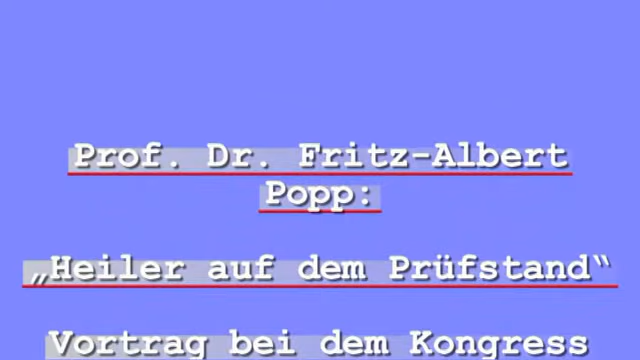 Prof. Dr. Fritz-Albert
Popp:
„Heiler auf dem Prüfstand“
Vortrag bei dem Kongress